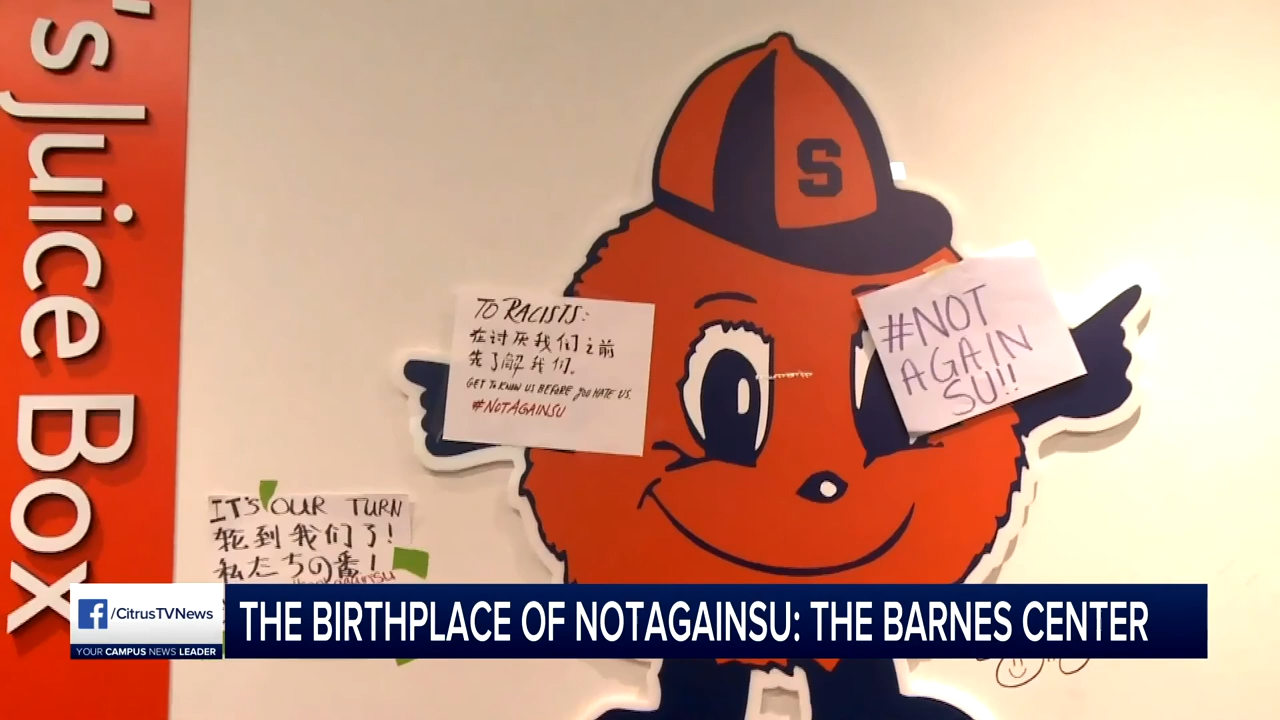 's Juice Box
S
TO RACISTS:
在讨厌我们之前
先了解我们.
GET TO KNOW US BEFORE YOU HATE US.
#NOTAGAINSU
#NOT
AGAIN
SU!!
IT'S OUR TURN
轮到我们了!
私たちの番!
#notagainsu
/CitrusTVNews
YOUR CAMPUS NEWS LEADER
THE BIRTHPLACE OF NOTAGAINSU: THE BARNES CENTER